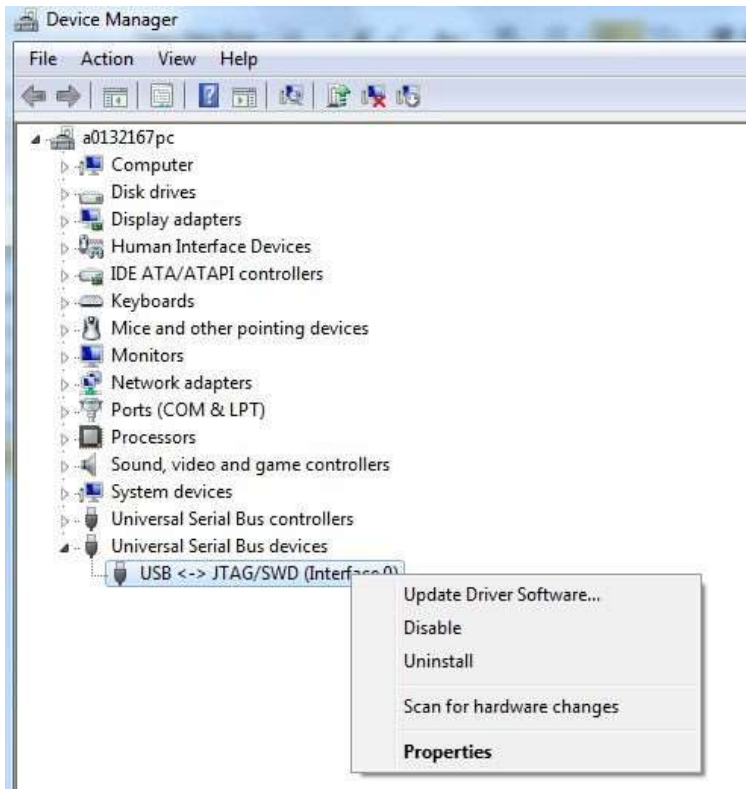 Device Manager
File Action View Help
a0132167pc
Computer
Disk drives
Display adapters
Human Interface Devices
IDE ATA/ATAPI controllers
Keyboards
Mice and other pointing devices
Monitors
Network adapters
Ports (COM & LPT)
Processors
Sound, video and game controllers
System devices
Universal Serial Bus controllers
Universal Serial Bus devices
USB <-> JTAG/SWD (Interface 0)
Update Driver Software...
Disable
Uninstall
Scan for hardware changes
Properties